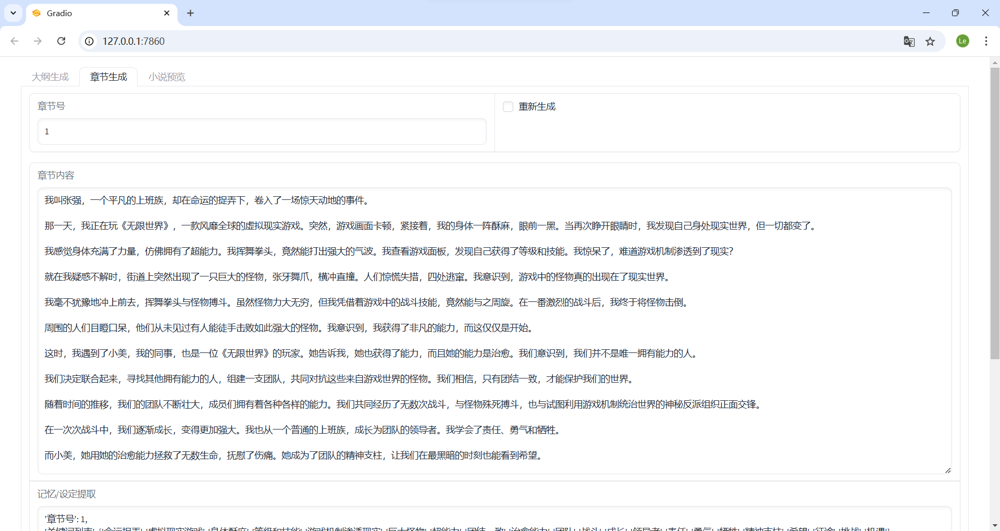 Gradio
127.0.0.1:7860
Le
大纲生成
章节生成
小说预览
章节号
重新生成
1
章节内容
我叫张强，一个平凡的上班族，却在命运的捉弄下，卷入了一场惊天动地的事件。
那一天，我正在玩《无限世界》，一款风靡全球的虚拟现实游戏。突然，游戏画面卡顿，紧接着，我的身体一阵酥麻，眼前一黑。当再次睁开眼睛时，我发现自己身处现实世界，但一切都变了。
我感觉身体充满了力量，仿佛拥有了超能力。我挥舞拳头，竟然能打出强大的气波。我查看游戏面板，发现自己获得了等级和技能。我惊呆了，难道游戏机制渗透到了现实？
就在我疑惑不解时，街道上突然出现了一只巨大的怪物，张牙舞爪，横冲直撞。人们惊慌失措，四处逃窜。我意识到，游戏中的怪物真的出现在了现实世界。
我毫不犹豫地冲上前去，挥舞拳头与怪物搏斗。虽然怪物力大无穷，但我凭借着游戏中的战斗技能，竟然能与之周旋。在一番激烈的战斗后，我终于将怪物击倒。
周围的人们目瞪口呆，他们从未见过有人能徒手击败如此强大的怪物。我意识到，我获得了非凡的能力，而这仅仅是开始。
这时，我遇到了小美，我的同事，也是一位《无限世界》的玩家。她告诉我，她也获得了能力，而且她的能力是治愈。我们意识到，我们并不是唯一拥有能力的人。
我们决定联合起来，寻找其他拥有能力的人，组建一支团队，共同对抗这些来自游戏世界的怪物。我们相信，只有团结一致，才能保护我们的世界。
随着时间的推移，我们的团队不断壮大，成员们拥有着各种各样的能力。我们共同经历了无数次战斗，与怪物殊死搏斗，也与试图利用游戏机制统治世界的神秘反派组织正面交锋。
在一次次战斗中，我们逐渐成长，变得更加强大。我也从一个普通的上班族，成长为团队的领导者。我学会了责任、勇气和牺牲。
而小美，她用她的治愈能力拯救了无数生命，抚慰了伤痛。她成为了团队的精神支柱，让我们在最黑暗的时刻也能看到希望。
记忆/设定提取
'章节号': 1,